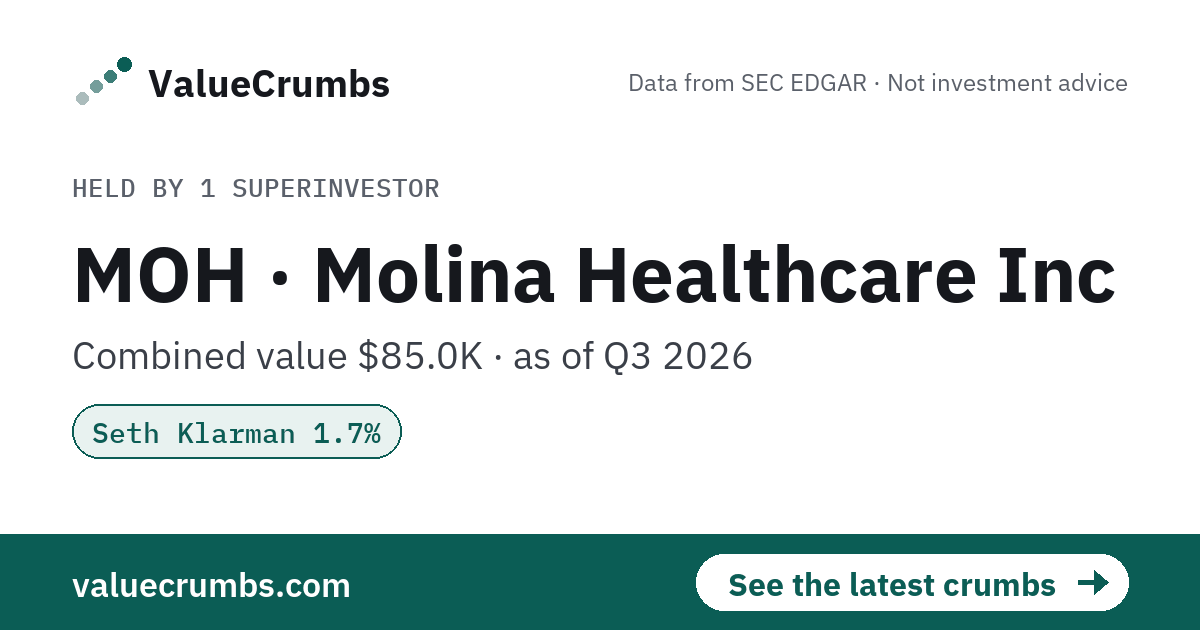 ValueCrumbs
Data from SEC EDGAR · Not investment advice
HELD BY 1 SUPERINVESTOR
MOH · Molina Healthcare Inc
Combined value $85.0K · as of Q3 2026
Seth Klarman 1.7%
valuecrumbs.com
See the latest crumbs →